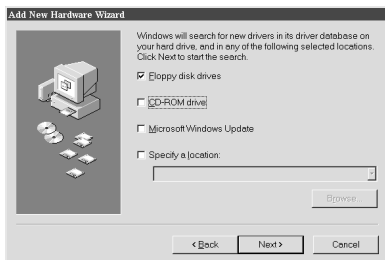 Add New Hardware Wizard
Windows will search for new drivers in its driver database on
your hard drive, and in any of the following selected locations.
Click Next to start the search.
Floppy disk drives
CD-ROM drive
Microsoft Windows Update
Specify a location:
Browse...
< Back
Next >
Cancel